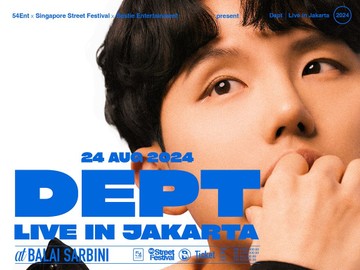 54Ent x Singapore Street Festival x Entertainment present Dept Live in Jakarta 2024
24 AUG 2024
DEPT
LIVE IN JAKARTA
at BALAI SARBINI
Street Festival
Ticket